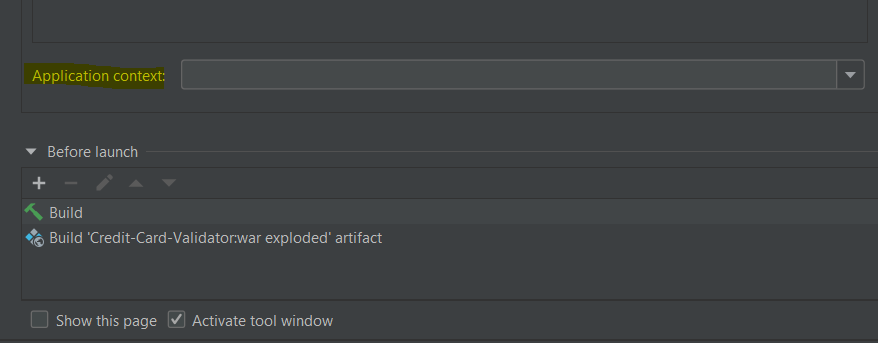 Application context:
Before launch
Build
Build 'Credit-Card-Validator:war exploded' artifact
Show this page Activate tool window